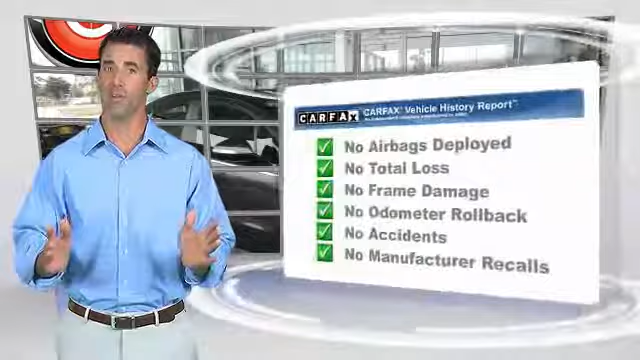 CARFAX CARFAX Vehicle History Report™
No Airbags Deployed
No Total Loss
No Frame Damage
No Odometer Rollback
No Accidents
No Manufacturer Recalls